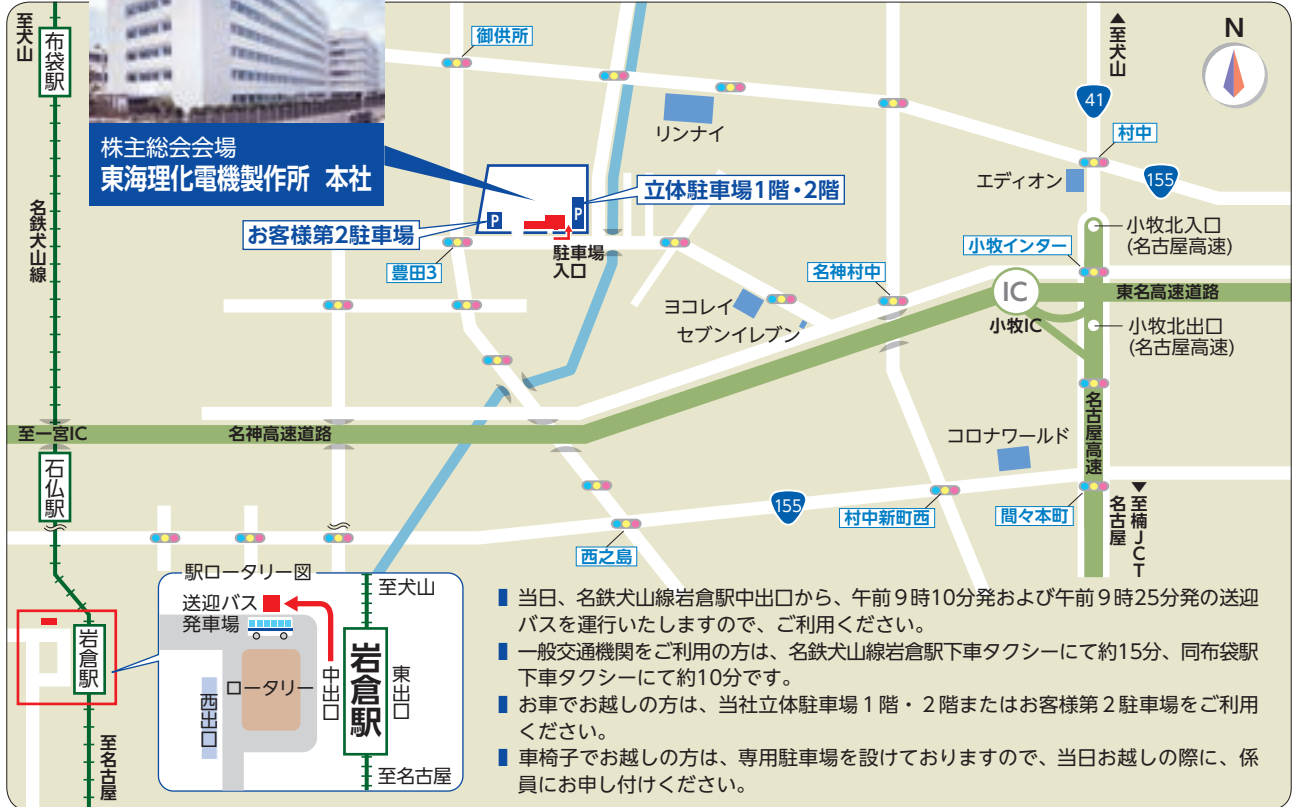 至犬山
布袋駅
株主総会会場
東海理化電機製作所 本社
名鉄犬山線
御供所
リンナイ
立体駐車場1階・2階
P
P
お客様第2駐車場
駐車場
入口
豊田3
▲至犬山
N
41
村中
エディオン
155
小牧北入口
(名古屋高速)
小牧インター
名神村中
IC
小牧IC
東名高速道路
小牧北出口
(名古屋高速)
ヨコレイ
セブンイレブン
至一宮IC
名神高速道路
石仏駅
名古屋高速
コロナワールド
155
村中新町西
間々本町
▼至楠JCT
名古屋
西之島
岩倉駅
至名古屋
駅ロータリー図
送迎バス
発車場
至犬山
ロータリー
中出口
岩倉駅
東出口
西出口
至名古屋
■ 当日、名鉄犬山線岩倉駅中出口から、午前9時10分発および午前9時25分発の送迎
バスを運行いたしますので、ご利用ください。
■ 一般交通機関をご利用の方は、名鉄犬山線岩倉駅下車タクシーにて約15分、同布袋駅
下車タクシーにて約10分です。
■ お車でお越しの方は、当社立体駐車場1階・2階またはお客様第2駐車場をご利用
ください。
■ 車椅子でお越しの方は、専用駐車場を設けておりますので、当日お越しの際に、係
員にお申し付けください。